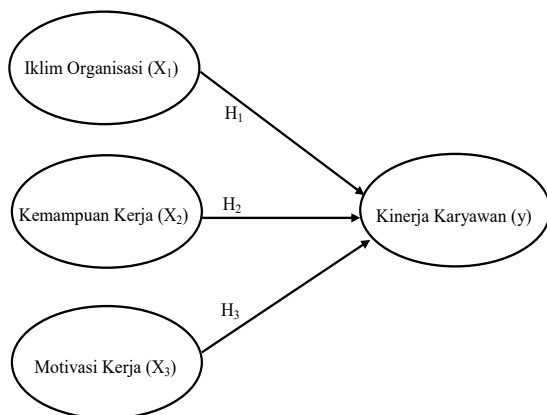 Iklim Organisasi (X₁)
H₁
Kemampuan Kerja (X₂)
H₂
Kinerja Karyawan (y)
H₃
Motivasi Kerja (X₃)